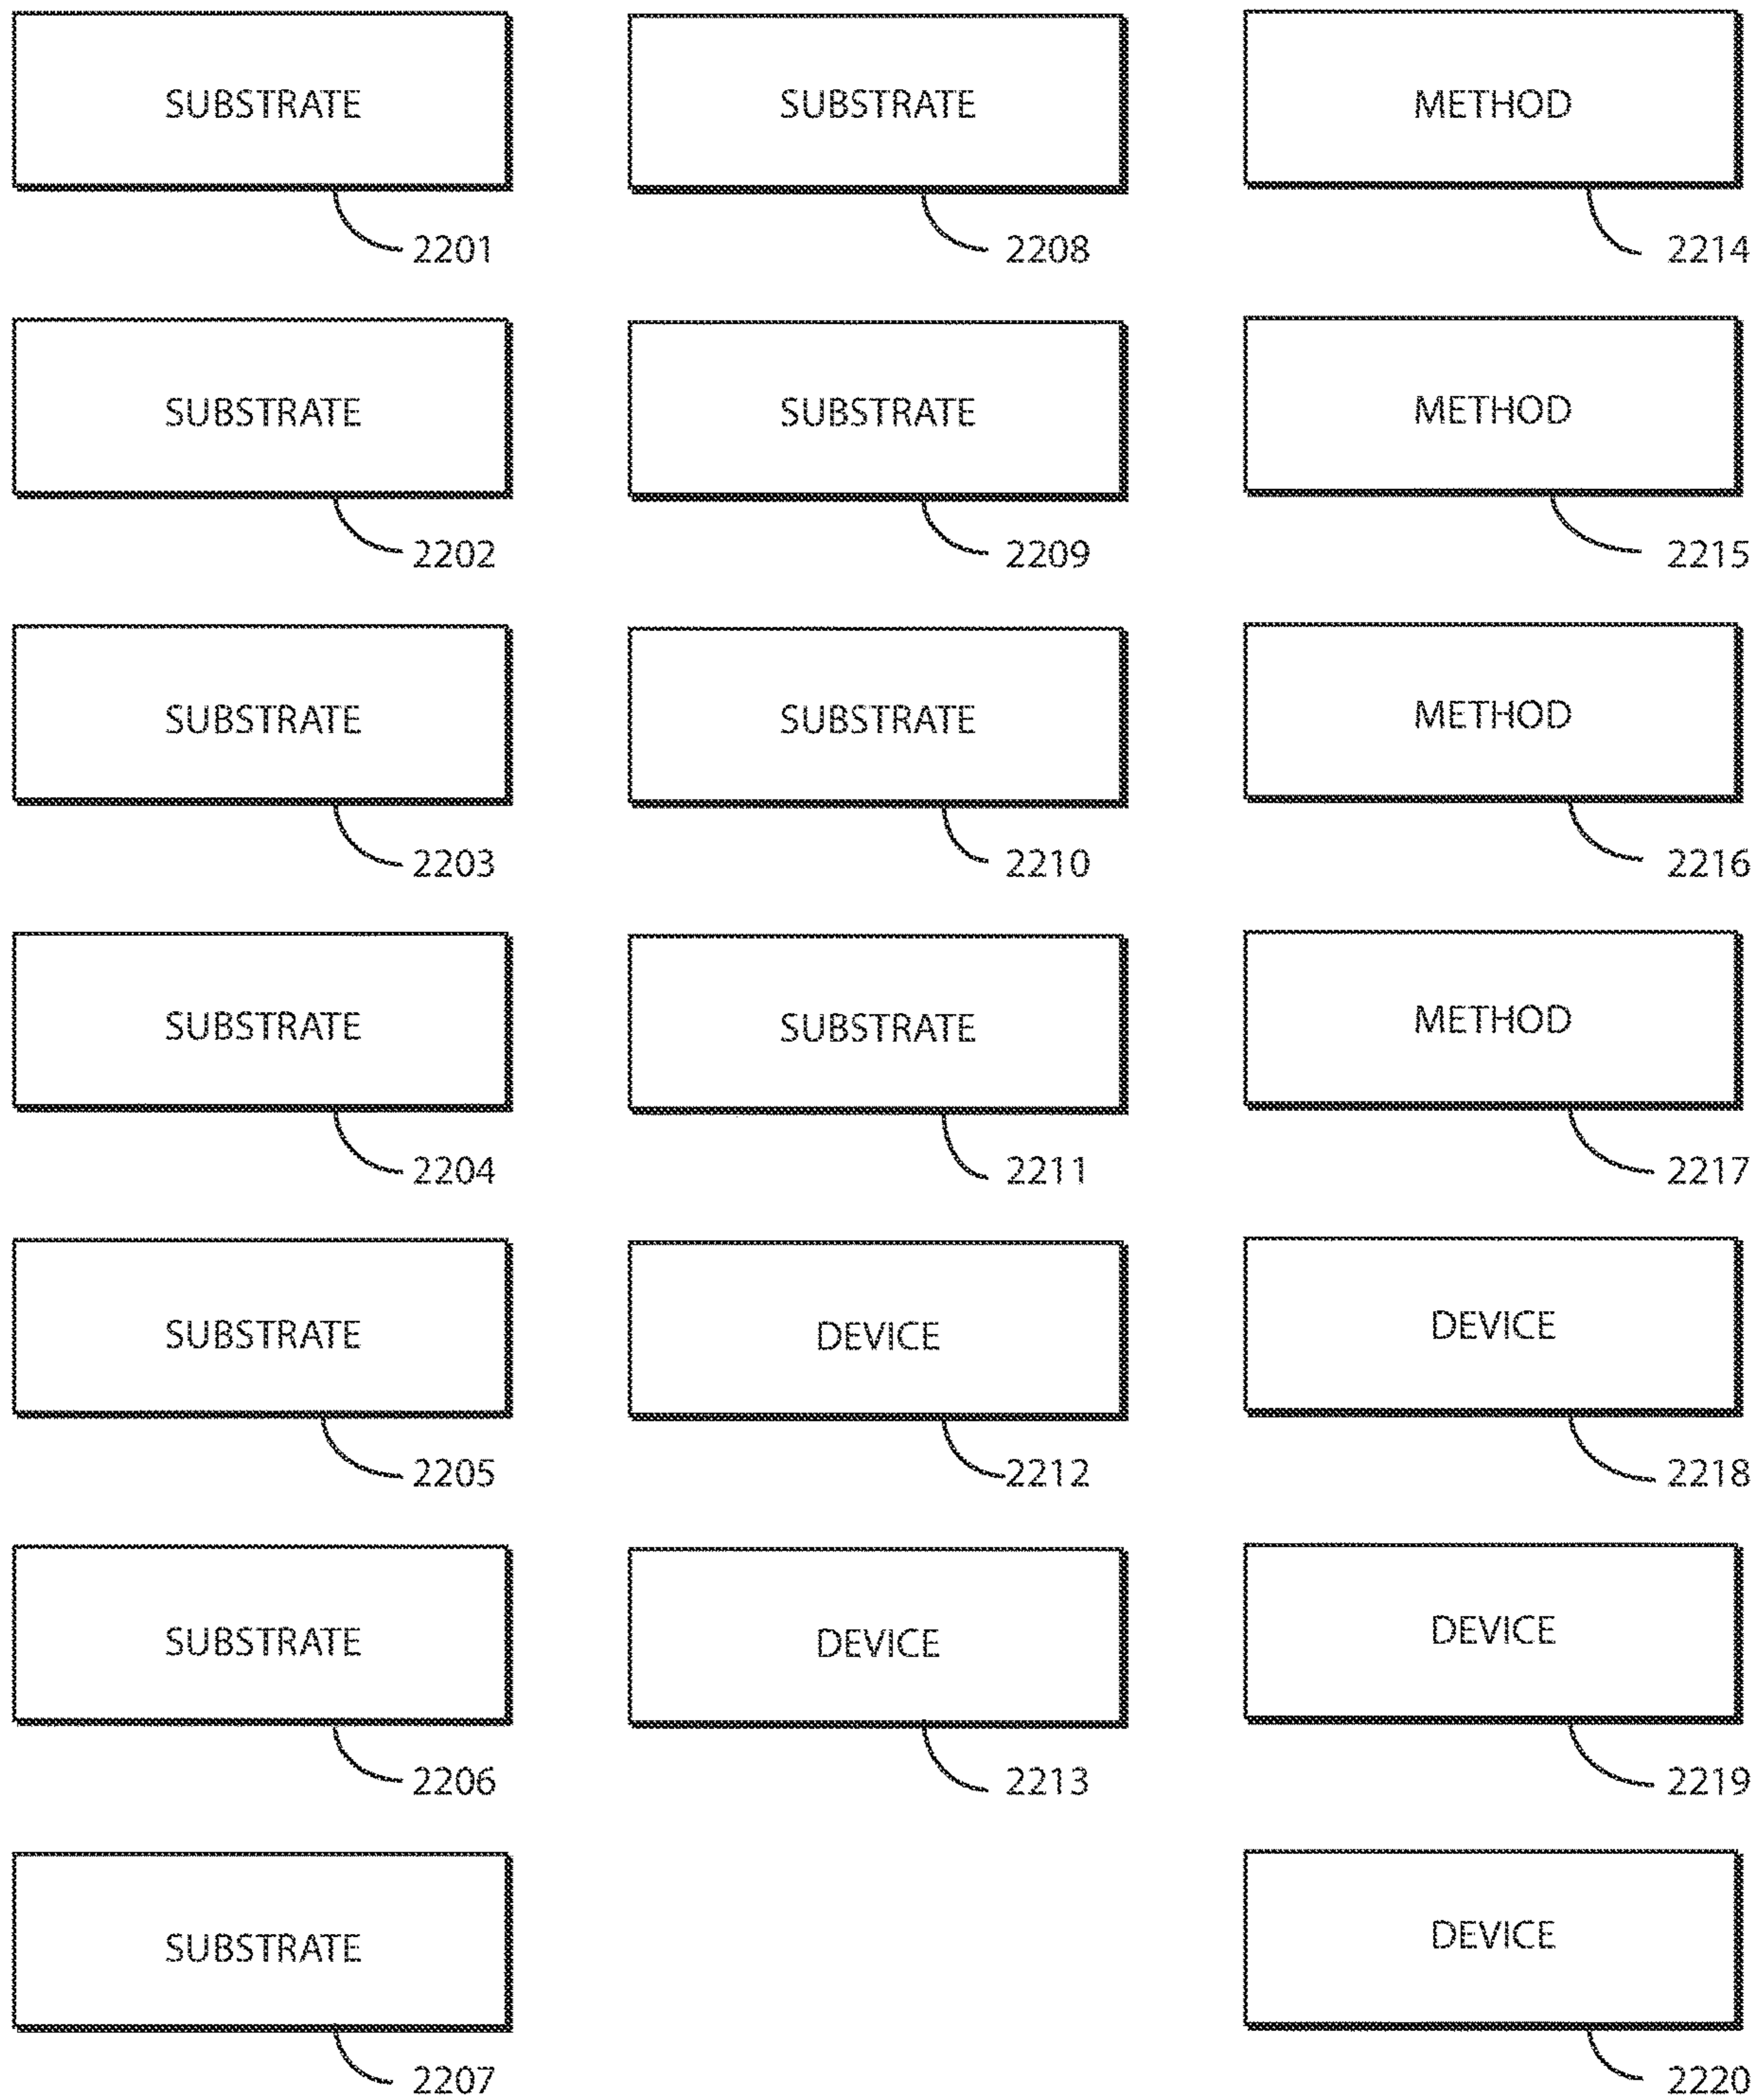 SUBSTRATE
2201
SUBSTRATE
2202
SUBSTRATE
2203
SUBSTRATE
2204
SUBSTRATE
2205
SUBSTRATE
2206
SUBSTRATE
2207
SUBSTRATE
2208
SUBSTRATE
2209
SUBSTRATE
2210
SUBSTRATE
2211
DEVICE
2212
DEVICE
2213
METHOD
2214
METHOD
2215
METHOD
2216
METHOD
2217
DEVICE
2218
DEVICE
2219
DEVICE
2220